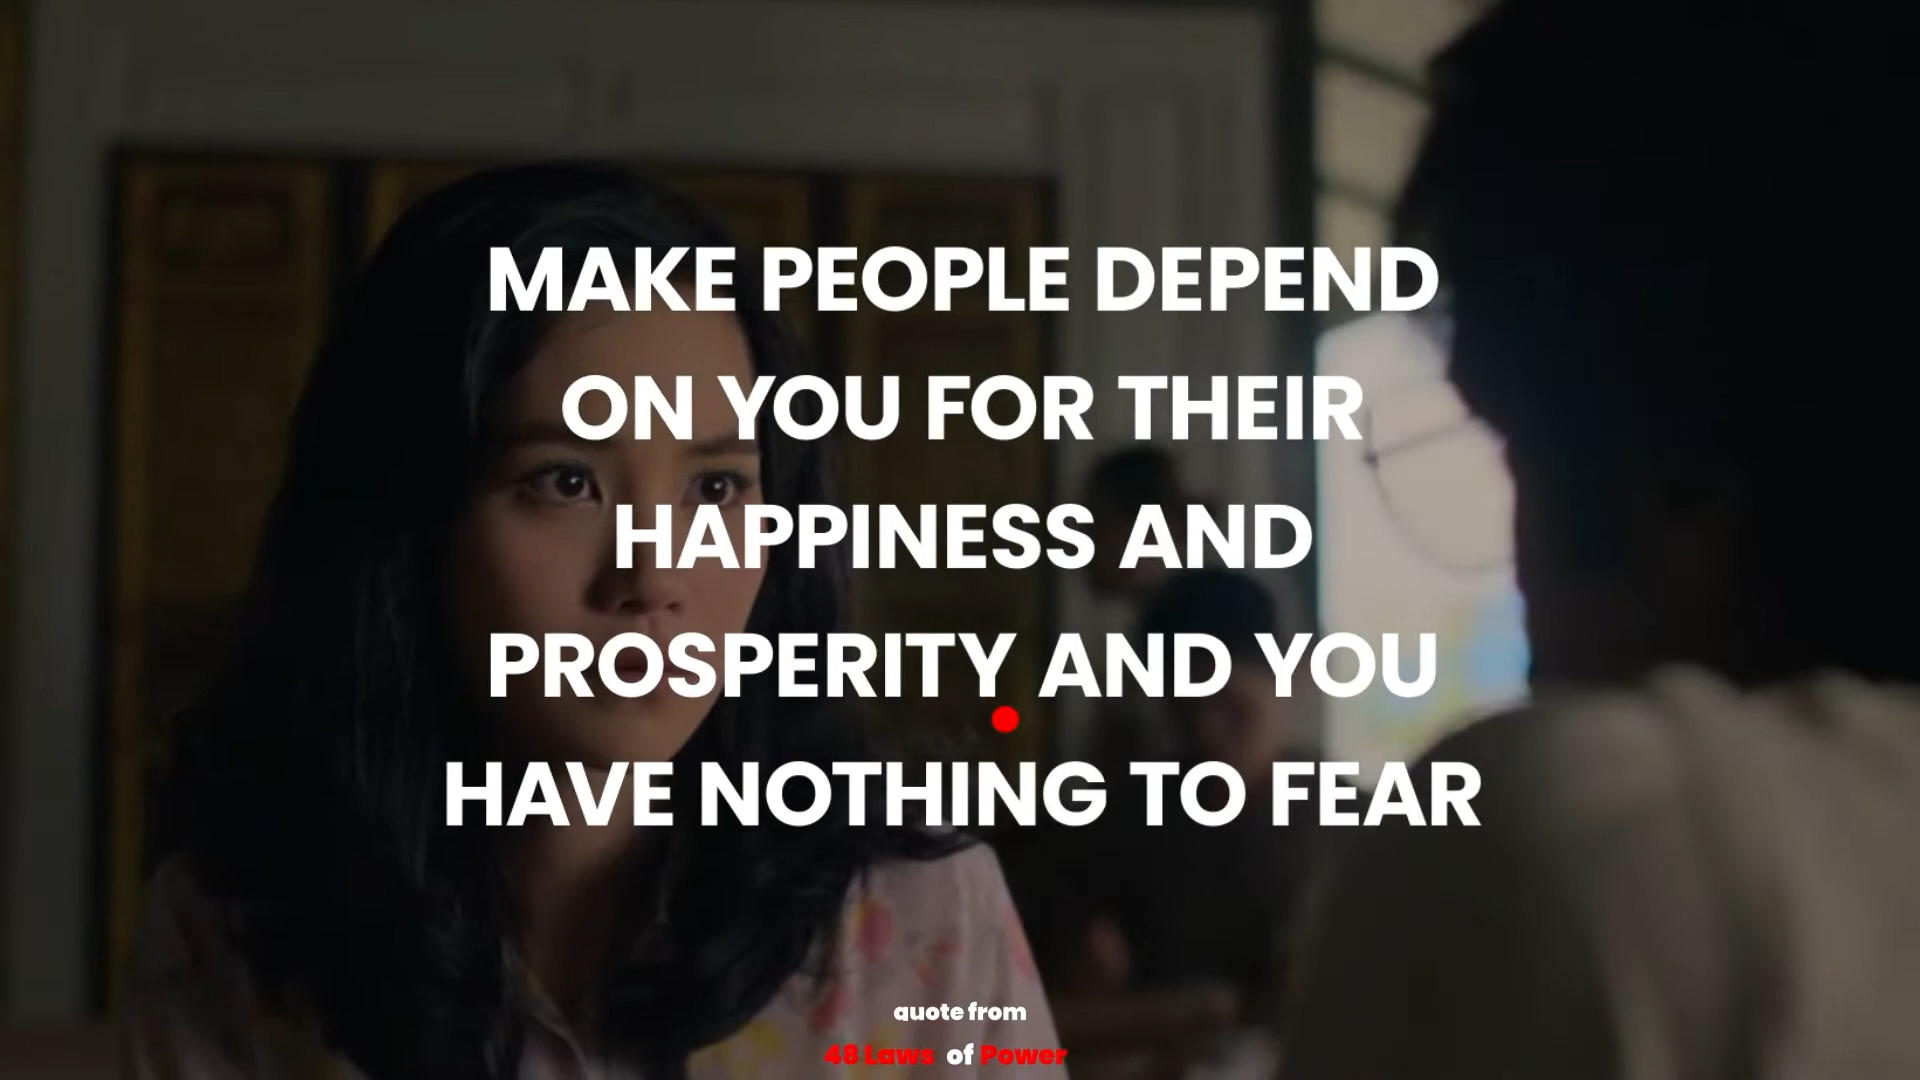 MAKE PEOPLE DEPEND
ON YOU FOR THEIR
HAPPINESS AND
PROSPERITY AND YOU
HAVE NOTHING TO FEAR
quote from
48 Laws of Power